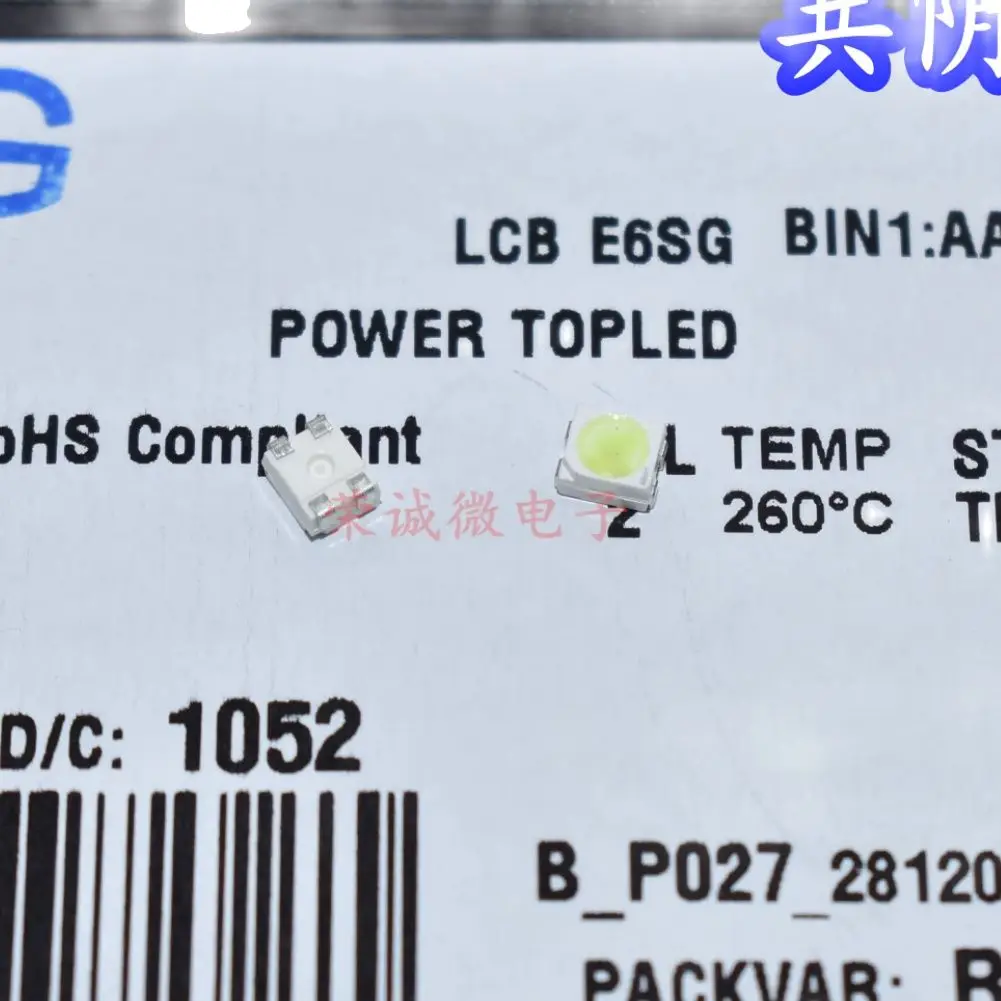 共阴
G
LCB E6SG BIN1:AA
POWER TOPLED
oHS Compliant L TEMP ST
荣诚微电子
2 260°C
D/C: 1052
B_P027_28120
PACKVAR: